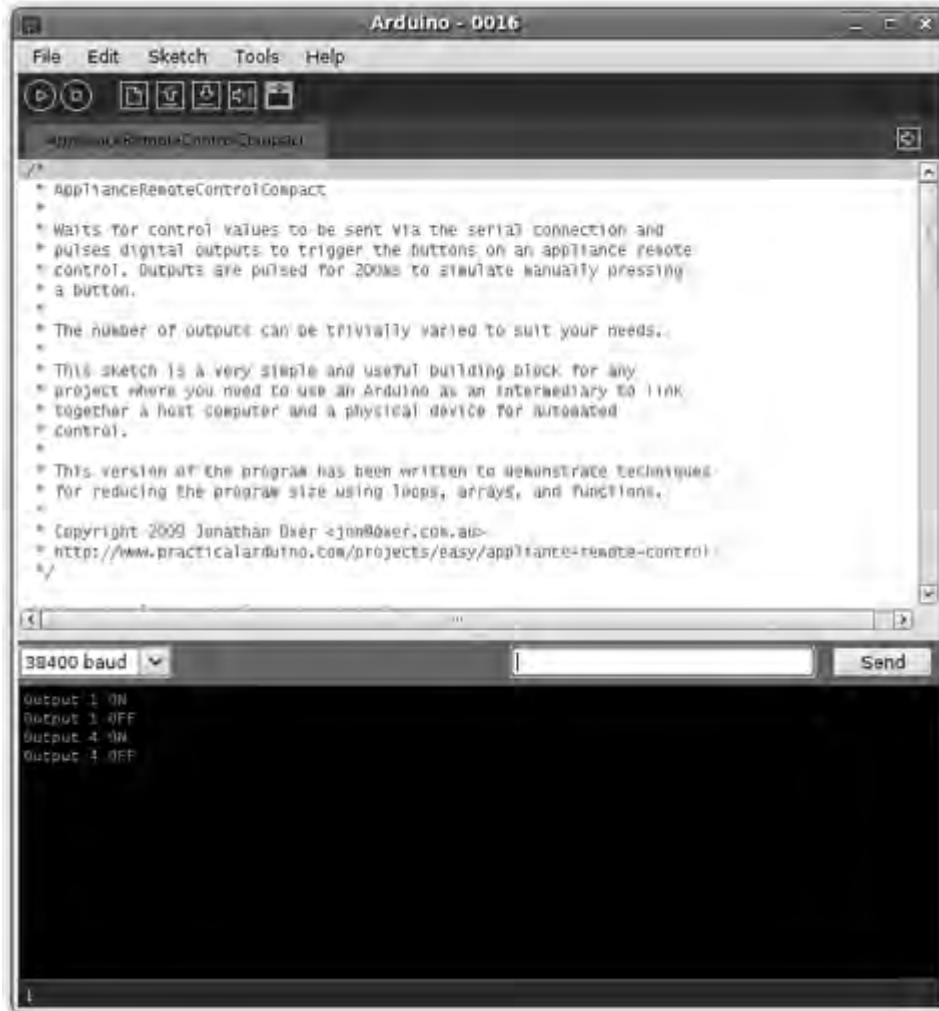 Arduino - 0016
File Edit Sketch Tools Help
ApplianceRemoteControlCompact
/*
* ApplianceRemoteControlCompact
*
* Waits for control values to be sent via the serial connection and
* pulses digital outputs to trigger the buttons on an appliance remote
* control. Outputs are pulsed for 200ms to simulate manually pressing
* a button.
*
* The number of outputs can be trivially varied to suit your needs.
*
* This sketch is a very simple and useful building block for any
* project where you need to use an Arduino as an intermediary to link
* together a host computer and a physical device for automated
* control.
*
* This version of the program has been written to demonstrate techniques
* for reducing the program size using loops, arrays, and functions.
*
* Copyright 2009 Jonathan Oxer <jon@oxer.com.au>
* http://www.practicalarduino.com/projects/easy/appliance-remote-control
*/
38400 baud
Send
Output 1 ON
Output 1 OFF
Output 4 ON
Output 4 OFF
1